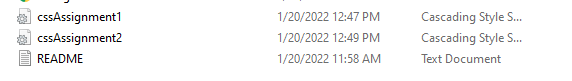 cssAssignment1 1/20/2022 12:47 PM Cascading Style S...
cssAssignment2 1/20/2022 12:49 PM Cascading Style S...
README 1/20/2022 11:58 AM Text Document